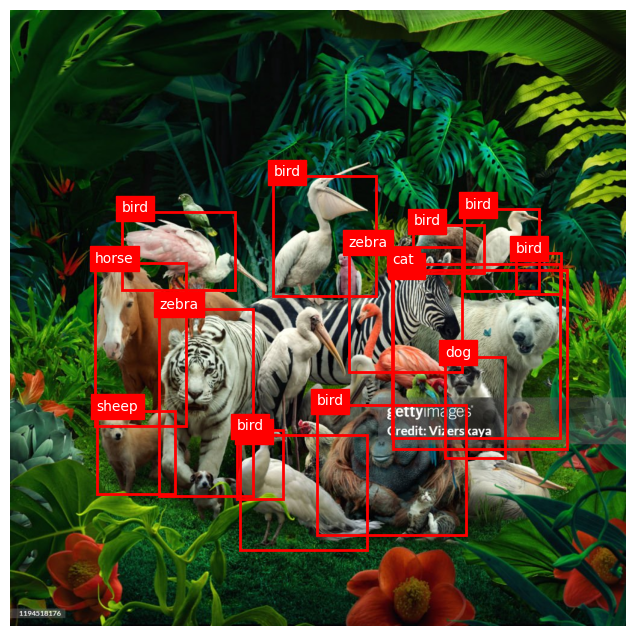 bird
bird
bird
bird
zebra
bird
horse
cat
zebra
dog
bird
sheep
gettyimages
bird
Credit: Vizerskaya
1194518176